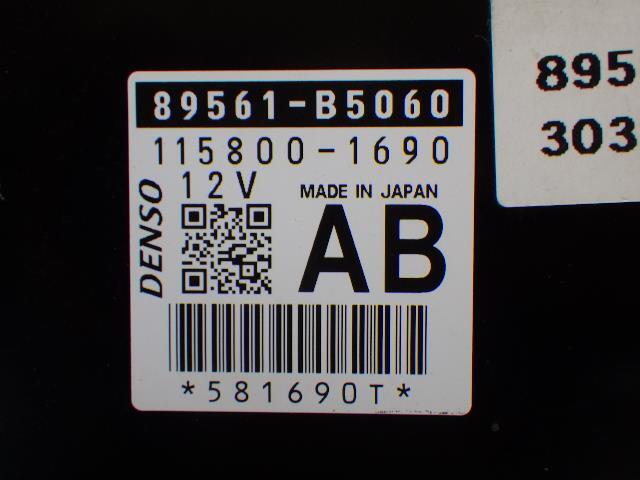 89561-B5060
115800-1690
12V
MADE IN JAPAN
DENSO
AB
*581690T*
895
303